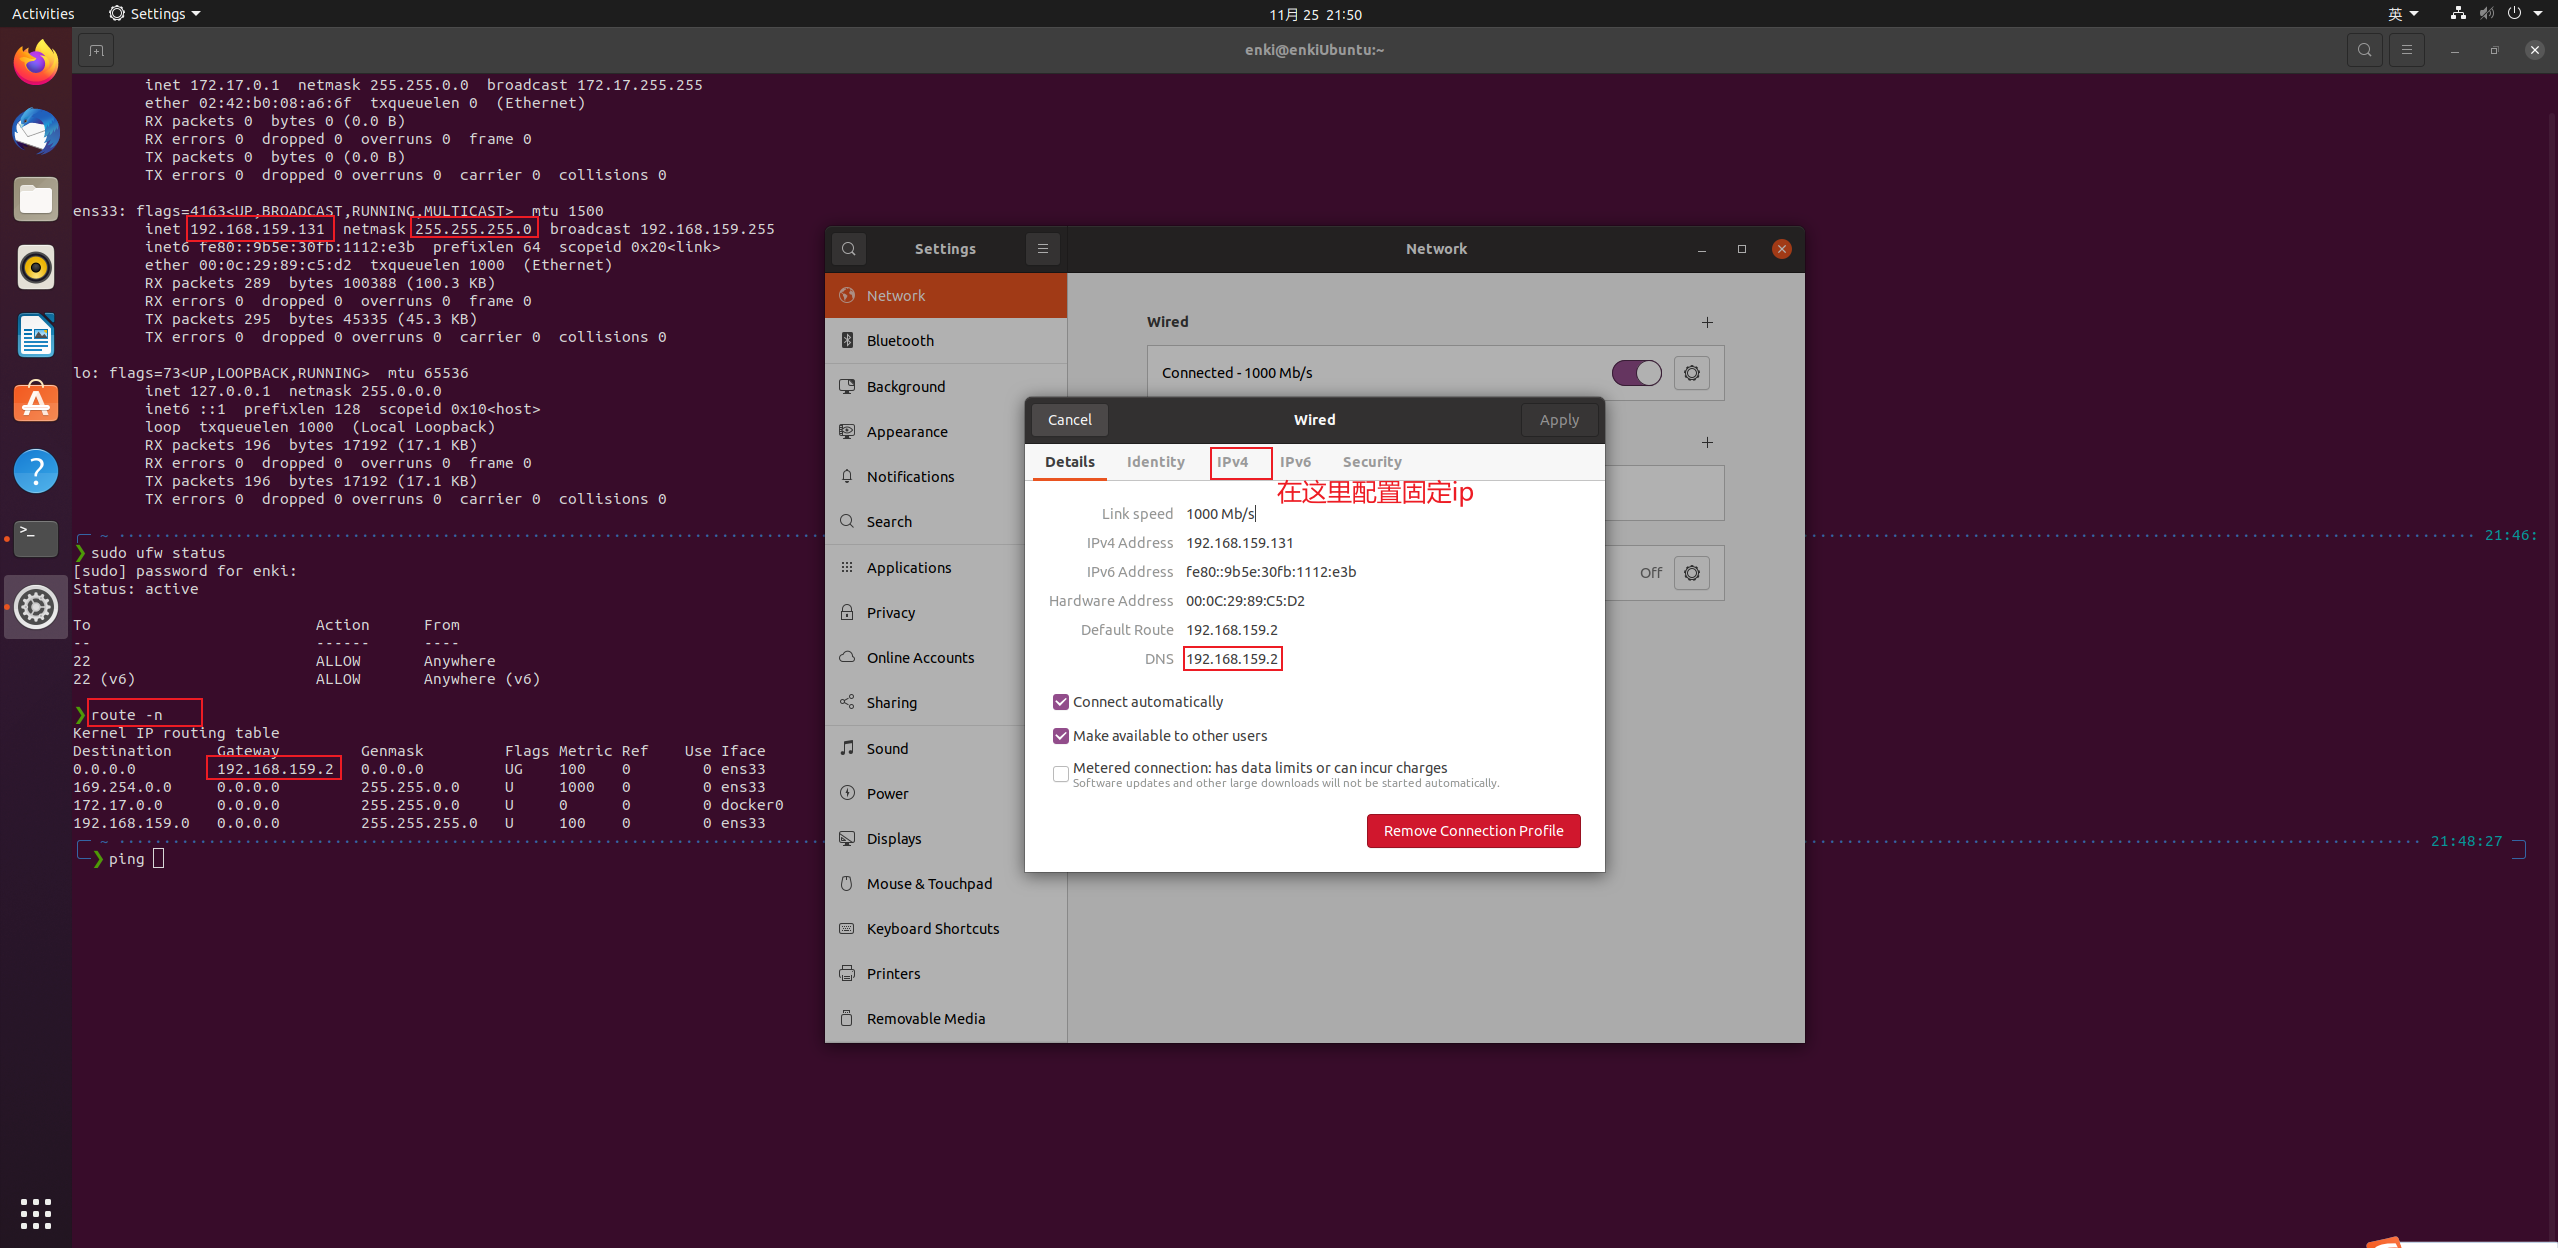 Activities
Settings
11月 25 21:50
英
enki@enkiUbuntu:~
inet 172.17.0.1  netmask 255.255.0.0  broadcast 172.17.255.255
ether 02:42:b0:08:a6:6f  txqueuelen 0  (Ethernet)
RX packets 0  bytes 0 (0.0 B)
RX errors 0  dropped 0  overruns 0  frame 0
TX packets 0  bytes 0 (0.0 B)
TX errors 0  dropped 0 overruns 0  carrier 0  collisions 0
ens33: flags=4163<UP,BROADCAST,RUNNING,MULTICAST>  mtu 1500
inet 192.168.159.131  netmask 255.255.255.0  broadcast 192.168.159.255
inet6 fe80::9b5e:30fb:1112:e3b  prefixlen 64  scopeid 0x20<link>
ether 00:0c:29:89:c5:d2  txqueuelen 1000  (Ethernet)
RX packets 289  bytes 100388 (100.3 KB)
RX errors 0  dropped 0  overruns 0  frame 0
TX packets 295  bytes 45335 (45.3 KB)
TX errors 0  dropped 0 overruns 0  carrier 0  collisions 0
lo: flags=73<UP,LOOPBACK,RUNNING>  mtu 65536
inet 127.0.0.1  netmask 255.0.0.0
inet6 ::1  prefixlen 128  scopeid 0x10<host>
loop  txqueuelen 1000  (Local Loopback)
RX packets 196  bytes 17192 (17.1 KB)
RX errors 0  dropped 0  overruns 0  frame 0
TX packets 196  bytes 17192 (17.1 KB)
TX errors 0  dropped 0 overruns 0  carrier 0  collisions 0
~ 21:46:
❯ sudo ufw status
[sudo] password for enki:
Status: active
To                         Action      From
--                         ------      ----
22                         ALLOW       Anywhere
22 (v6)                    ALLOW       Anywhere (v6)
❯ route -n
Kernel IP routing table
Destination     Gateway         Genmask         Flags Metric Ref    Use Iface
0.0.0.0         192.168.159.2   0.0.0.0         UG    100    0        0 ens33
169.254.0.0     0.0.0.0         255.255.0.0     U     1000   0        0 ens33
172.17.0.0      0.0.0.0         255.255.0.0     U     0      0        0 docker0
192.168.159.0   0.0.0.0         255.255.255.0   U     100    0        0 ens33
~ 21:48:27
❯ ping
Settings
Network
Network
Bluetooth
Background
Appearance
Notifications
Search
Applications
Privacy
Online Accounts
Sharing
Sound
Power
Displays
Mouse & Touchpad
Keyboard Shortcuts
Printers
Removable Media
Wired
Connected - 1000 Mb/s
Off
Cancel
Wired
Apply
Details
Identity
IPv4
IPv6
Security
在这里配置固定ip
Link speed 1000 Mb/s
IPv4 Address 192.168.159.131
IPv6 Address fe80::9b5e:30fb:1112:e3b
Hardware Address 00:0C:29:89:C5:D2
Default Route 192.168.159.2
DNS 192.168.159.2
Connect automatically
Make available to other users
Metered connection: has data limits or can incur charges
Software updates and other large downloads will not be started automatically.
Remove Connection Profile